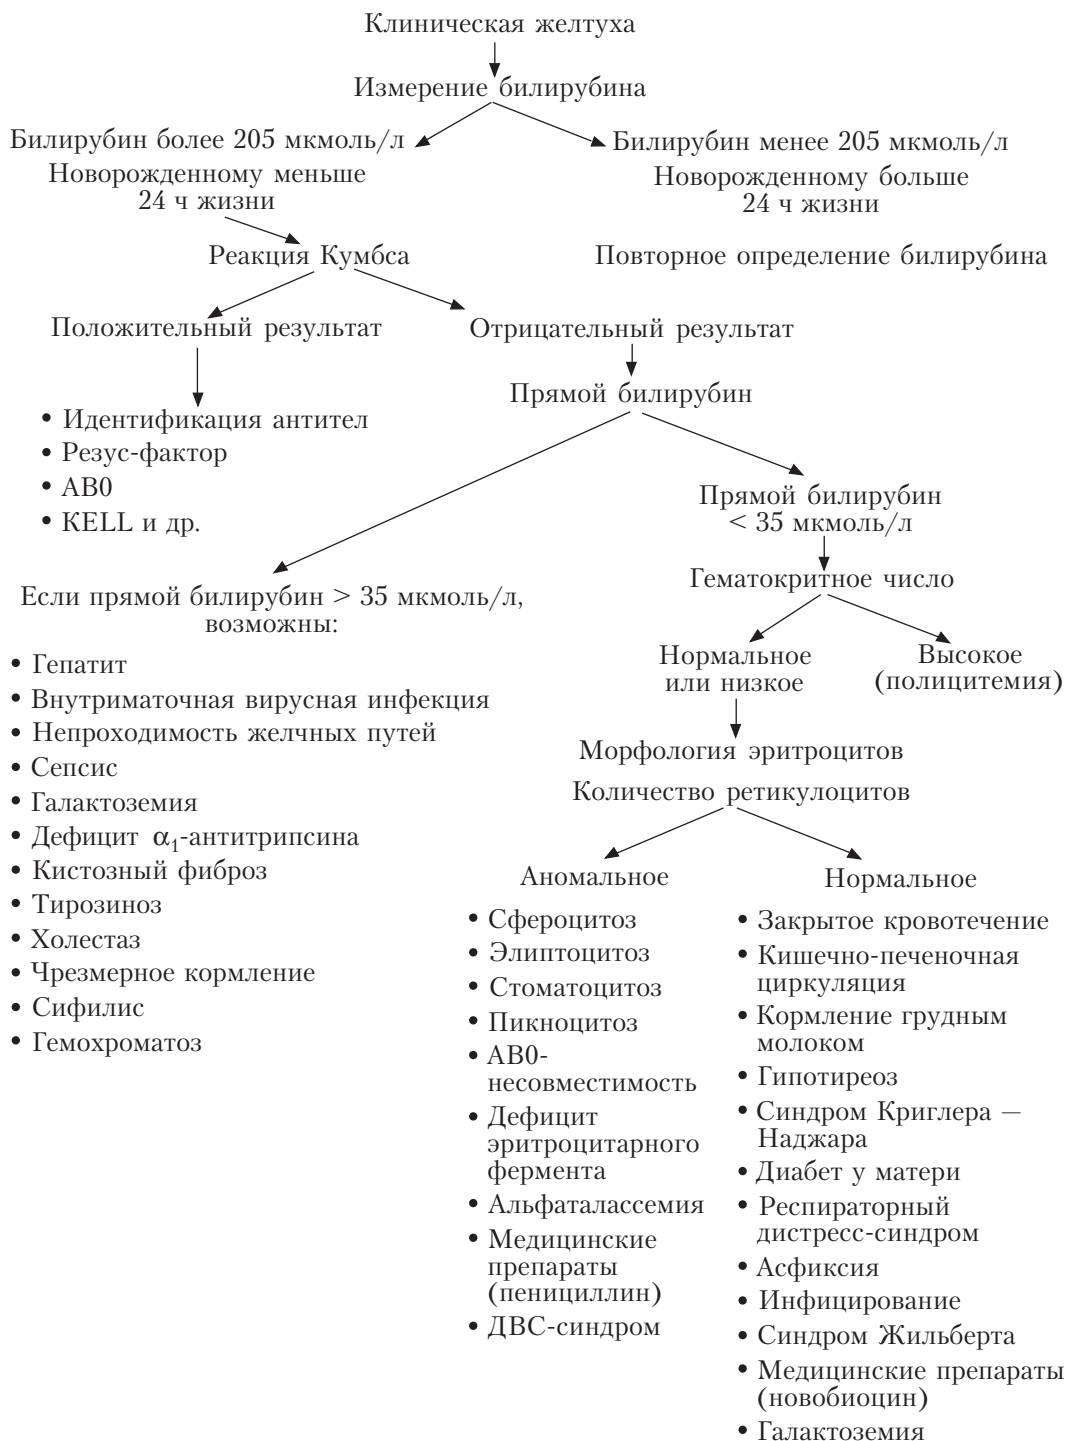 Клиническая желтуха
Измерение билирубина
Билирубин более 205 мкмоль/л
Новорожденному меньше
24 ч жизни
Билирубин менее 205 мкмоль/л
Новорожденному больше
24 ч жизни
Реакция Кумбса
Повторное определение билирубина
Положительный результат
Отрицательный результат
• Идентификация антител
• Резус-фактор
• АВ0
• KELL и др.
Прямой билирубин
Прямой билирубин
< 35 мкмоль/л
Если прямой билирубин > 35 мкмоль/л,
возможны:
• Гепатит
• Внутриматочная вирусная инфекция
• Непроходимость желчных путей
• Сепсис
• Галактоземия
• Дефицит α₁-антитрипсина
• Кистозный фиброз
• Тирозиноз
• Холестаз
• Чрезмерное кормление
• Сифилис
• Гемохроматоз
Гематокритное число
Нормальное
или низкое
Высокое
(полицитемия)
Морфология эритроцитов
Количество ретикулоцитов
Аномальное
• Сфероцитоз
• Элиптоцитоз
• Стоматоцитоз
• Пикноцитоз
• АВ0-
несовместимость
• Дефицит
эритроцитарного
фермента
• Альфаталассемия
• Медицинские
препараты
(пенициллин)
• ДВС-синдром
Нормальное
• Закрытое кровотечение
• Кишечно-печеночная
циркуляция
• Кормление грудным
молоком
• Гипотиреоз
• Синдром Криглера —
Наджара
• Диабет у матери
• Респираторный
дистресс-синдром
• Асфиксия
• Инфицирование
• Синдром Жильберта
• Медицинские препараты
(новобиоцин)
• Галактоземия